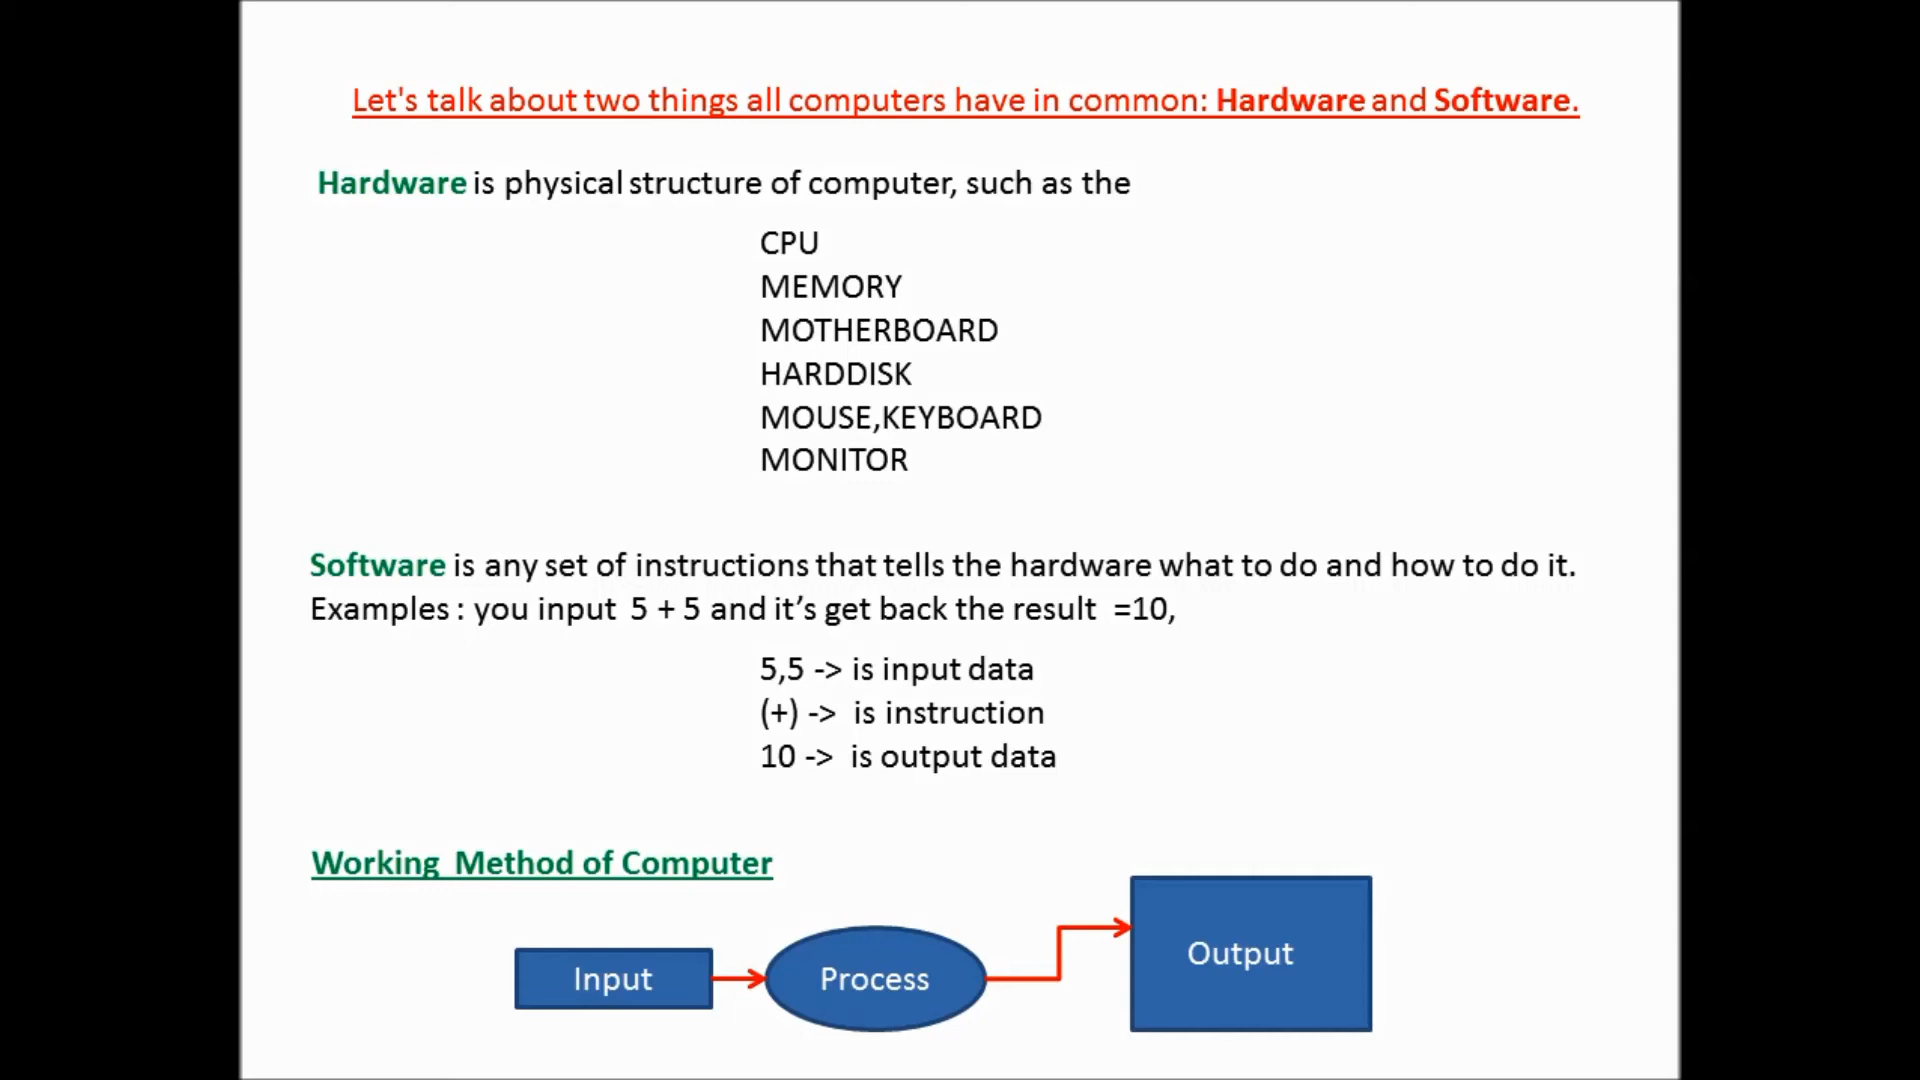 Let's talk about two things all computers have in common: Hardware and Software.
Hardware is physical structure of computer, such as the
CPU
MEMORY
MOTHERBOARD
HARDDISK
MOUSE,KEYBOARD
MONITOR
Software is any set of instructions that tells the hardware what to do and how to do it.
Examples : you input 5 + 5 and it’s get back the result =10,
5,5 -> is input data
(+) -> is instruction
10 -> is output data
Working Method of Computer
Input
Process
Output